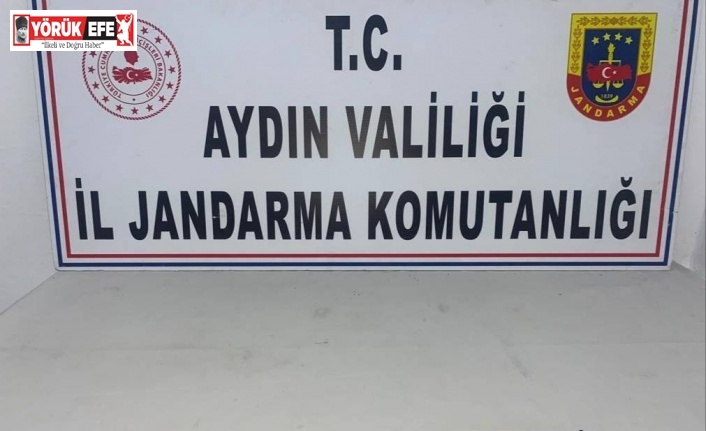 YÖRÜK EFE
"İlkeli ve Doğru Haber"
T.C.
AYDIN VALİLİĞİ
İL JANDARMA KOMUTANLIĞI
JANDARMA
1839